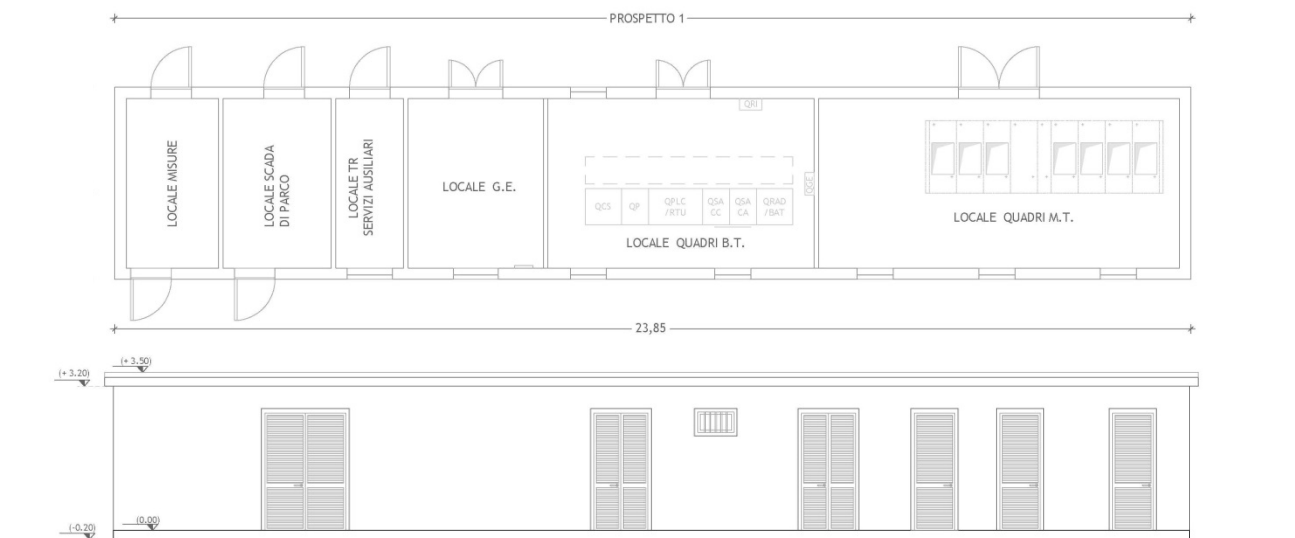 PROSPETTO 1
LOCALE MISURE
LOCALE SCADA
DI PARCO
LOCALE TR
SERVIZI AUSILIARI
LOCALE G.E.
QRI
QGE
QCS
QP
QPLC
/RTU
QSA
CC
QSA
CA
QRAD
/BAT
LOCALE QUADRI B.T.
LOCALE QUADRI M.T.
23,85
(+ 3.50)
(+ 3.20)
(0.00)
(-0.20)